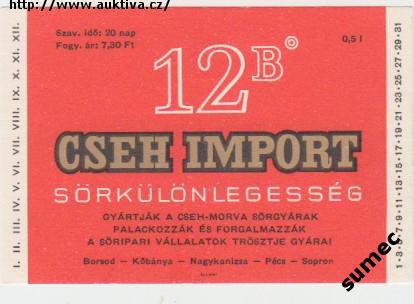 http://www.auktiva.cz/
Szav. idő: 20 nap
Fogy. ár: 7,30 Ft
0,5 l
12B°
CSEH IMPORT
SÖRKÜLÖNLEGESSÉG
GYÁRTJÁK A CSEH-MORVA SÖRGYÁRAK
PALACKOZZÁK ÉS FORGALMAZZÁK
A SÖRIPARI VÁLLALATOK TRÖSZTJE GYÁRAI
Borsod – Kőbánya – Nagykanizsa – Pécs – Sopron
I. II. III. IV. V. VI. VII. VIII. IX. X. XI. XII.
1·3·5·7·9·11·13·15·17·19·21·23·25·27·29·31
sumec